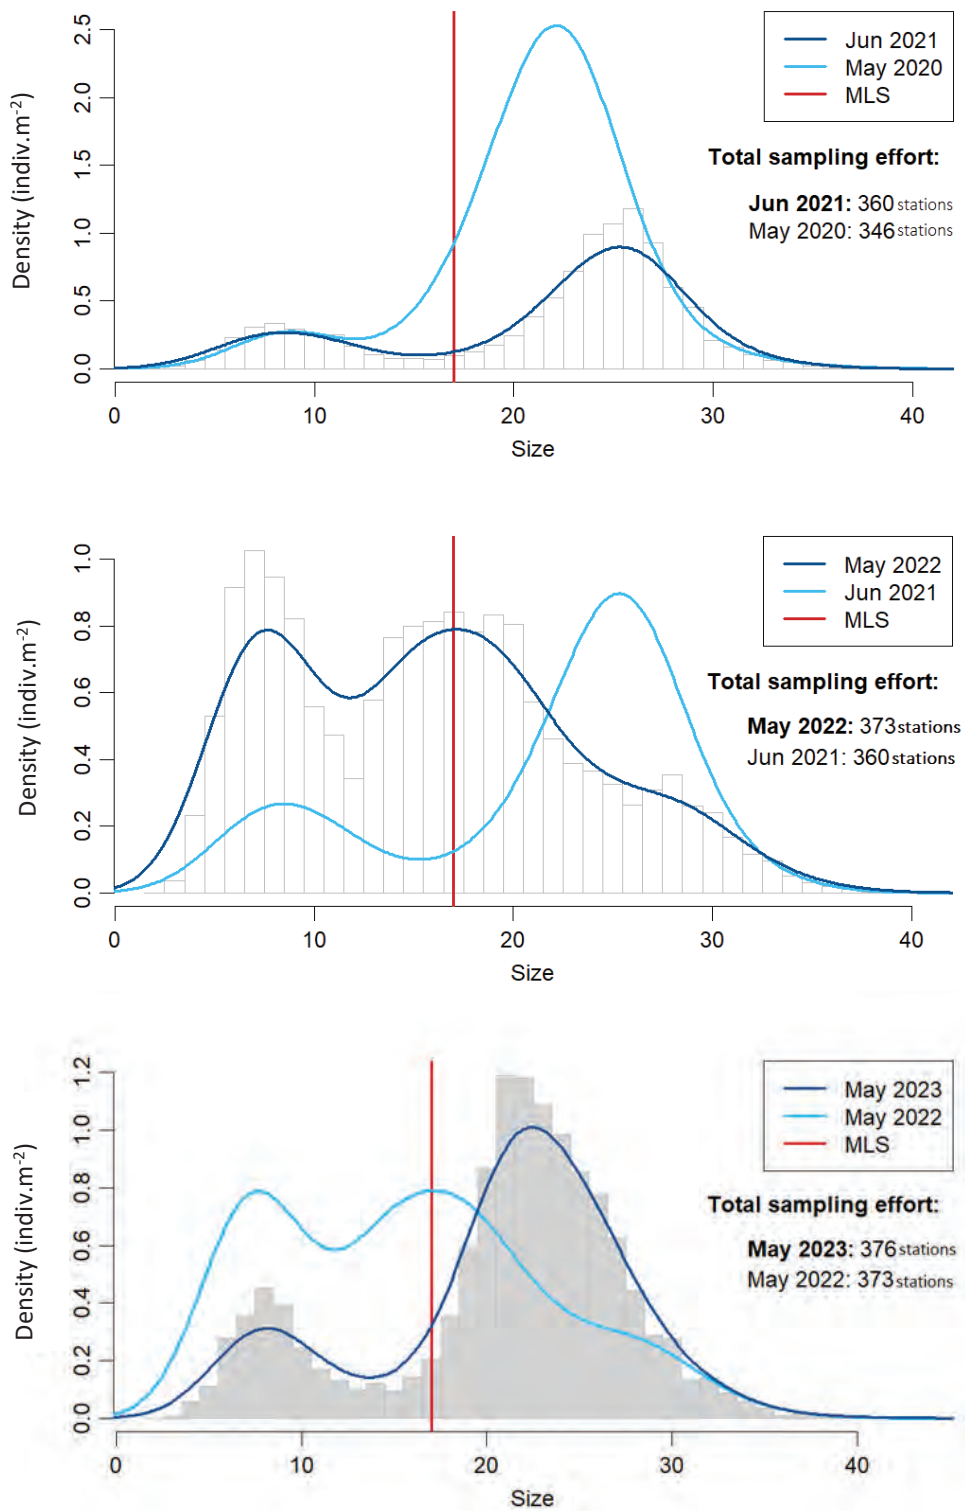 Density (indiv.m⁻²)
2.5
2.0
1.5
1.0
0.5
0.0
Jun 2021
May 2020
MLS
Total sampling effort:
Jun 2021: 360 stations
May 2020: 346 stations
0 10 20 30 40
Size
Density (indiv.m⁻²)
1.0
0.8
0.6
0.4
0.2
0.0
May 2022
Jun 2021
MLS
Total sampling effort:
May 2022: 373 stations
Jun 2021: 360 stations
0 10 20 30 40
Size
Density (indiv.m⁻²)
1.2
1.0
0.8
0.6
0.4
0.2
0.0
May 2023
May 2022
MLS
Total sampling effort:
May 2023: 376 stations
May 2022: 373 stations
0 10 20 30 40
Size